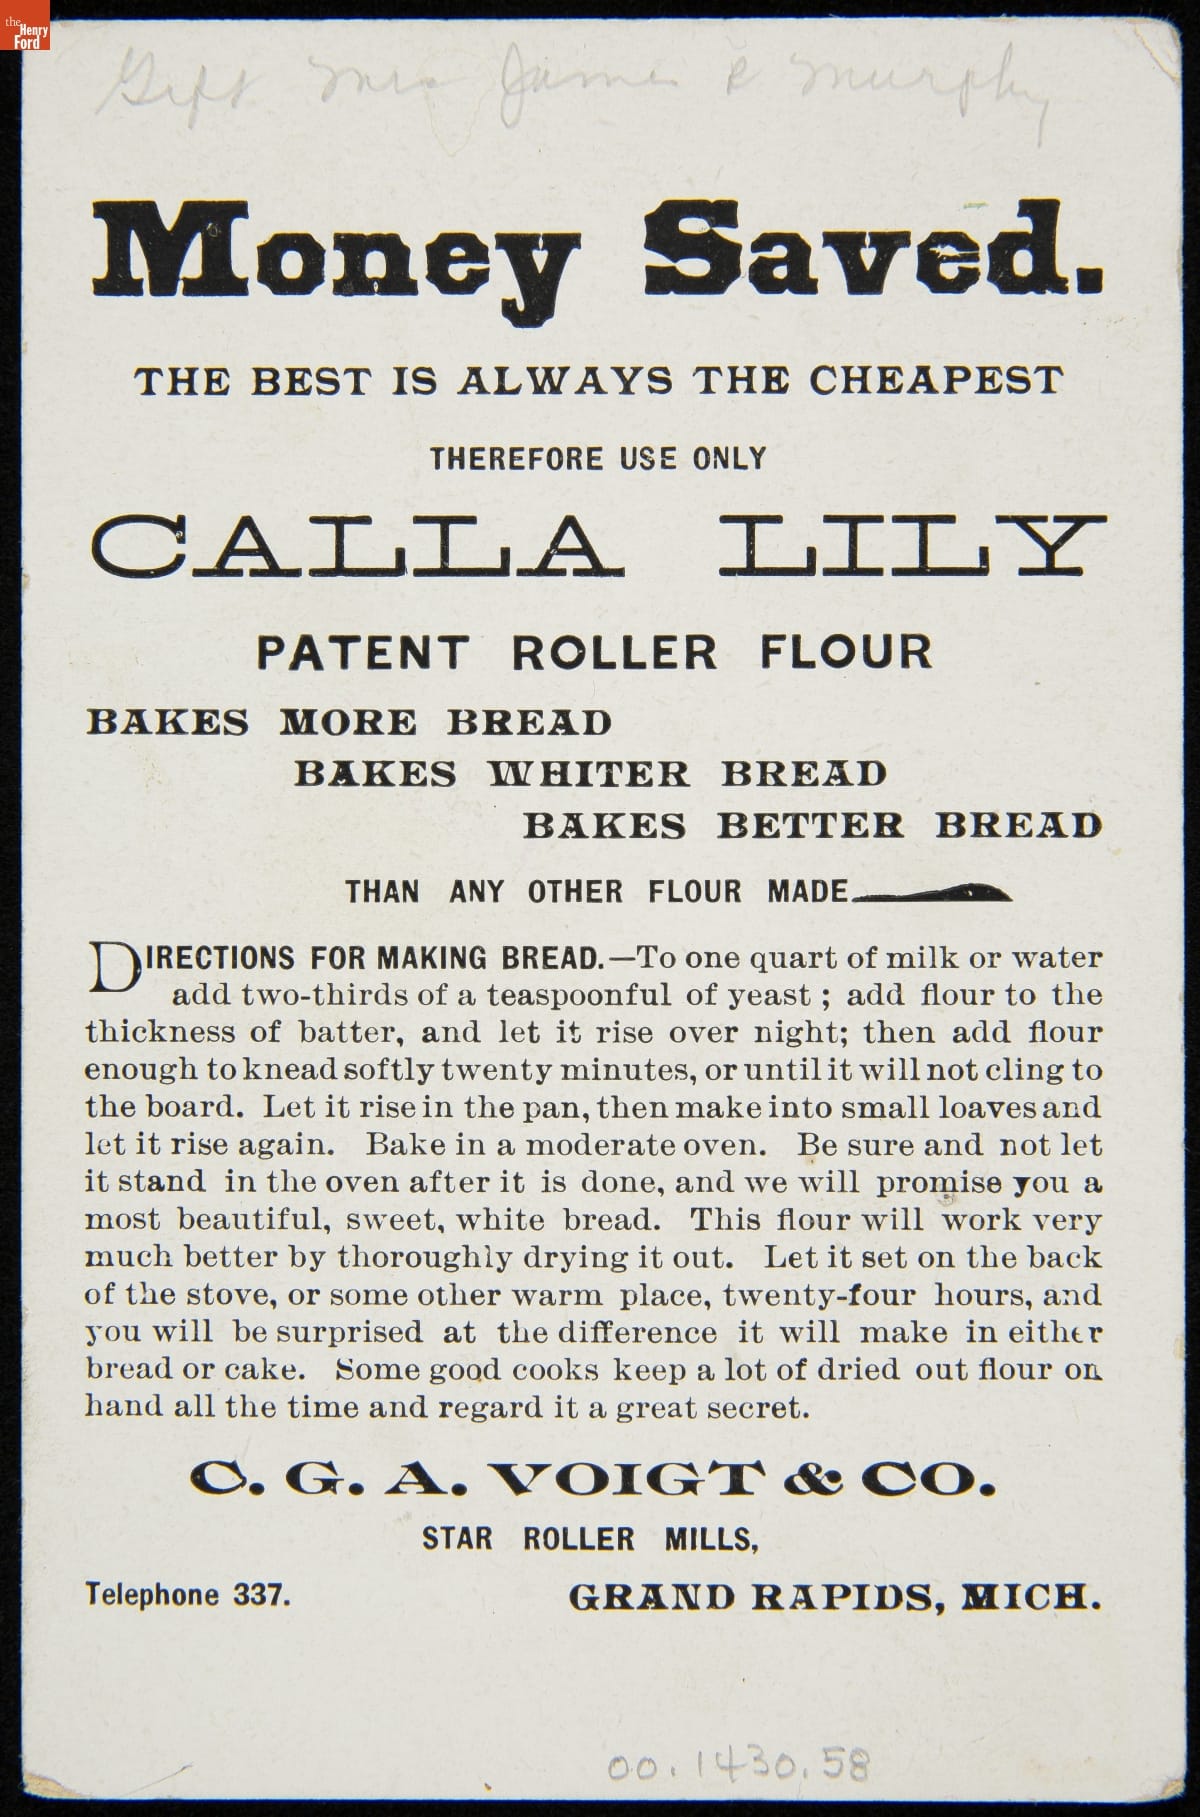 the
Henry
Ford
Gift Mrs James R Murphy
Money Saved.
THE BEST IS ALWAYS THE CHEAPEST
THEREFORE USE ONLY
CALLA LILY
PATENT ROLLER FLOUR
BAKES MORE BREAD
BAKES WHITER BREAD
BAKES BETTER BREAD
THAN ANY OTHER FLOUR MADE
DIRECTIONS FOR MAKING BREAD.—To one quart of milk or water
add two-thirds of a teaspoonful of yeast ; add flour to the
thickness of batter, and let it rise over night; then add flour
enough to knead softly twenty minutes, or until it will not cling to
the board. Let it rise in the pan, then make into small loaves and
let it rise again. Bake in a moderate oven. Be sure and not let
it stand in the oven after it is done, and we will promise you a
most beautiful, sweet, white bread. This flour will work very
much better by thoroughly drying it out. Let it set on the back
of the stove, or some other warm place, twenty-four hours, and
you will be surprised at the difference it will make in either
bread or cake. Some good cooks keep a lot of dried out flour on
hand all the time and regard it a great secret.
C. G. A. VOIGT & CO.
STAR ROLLER MILLS,
Telephone 337. GRAND RAPIDS, MICH.
00.1430.58